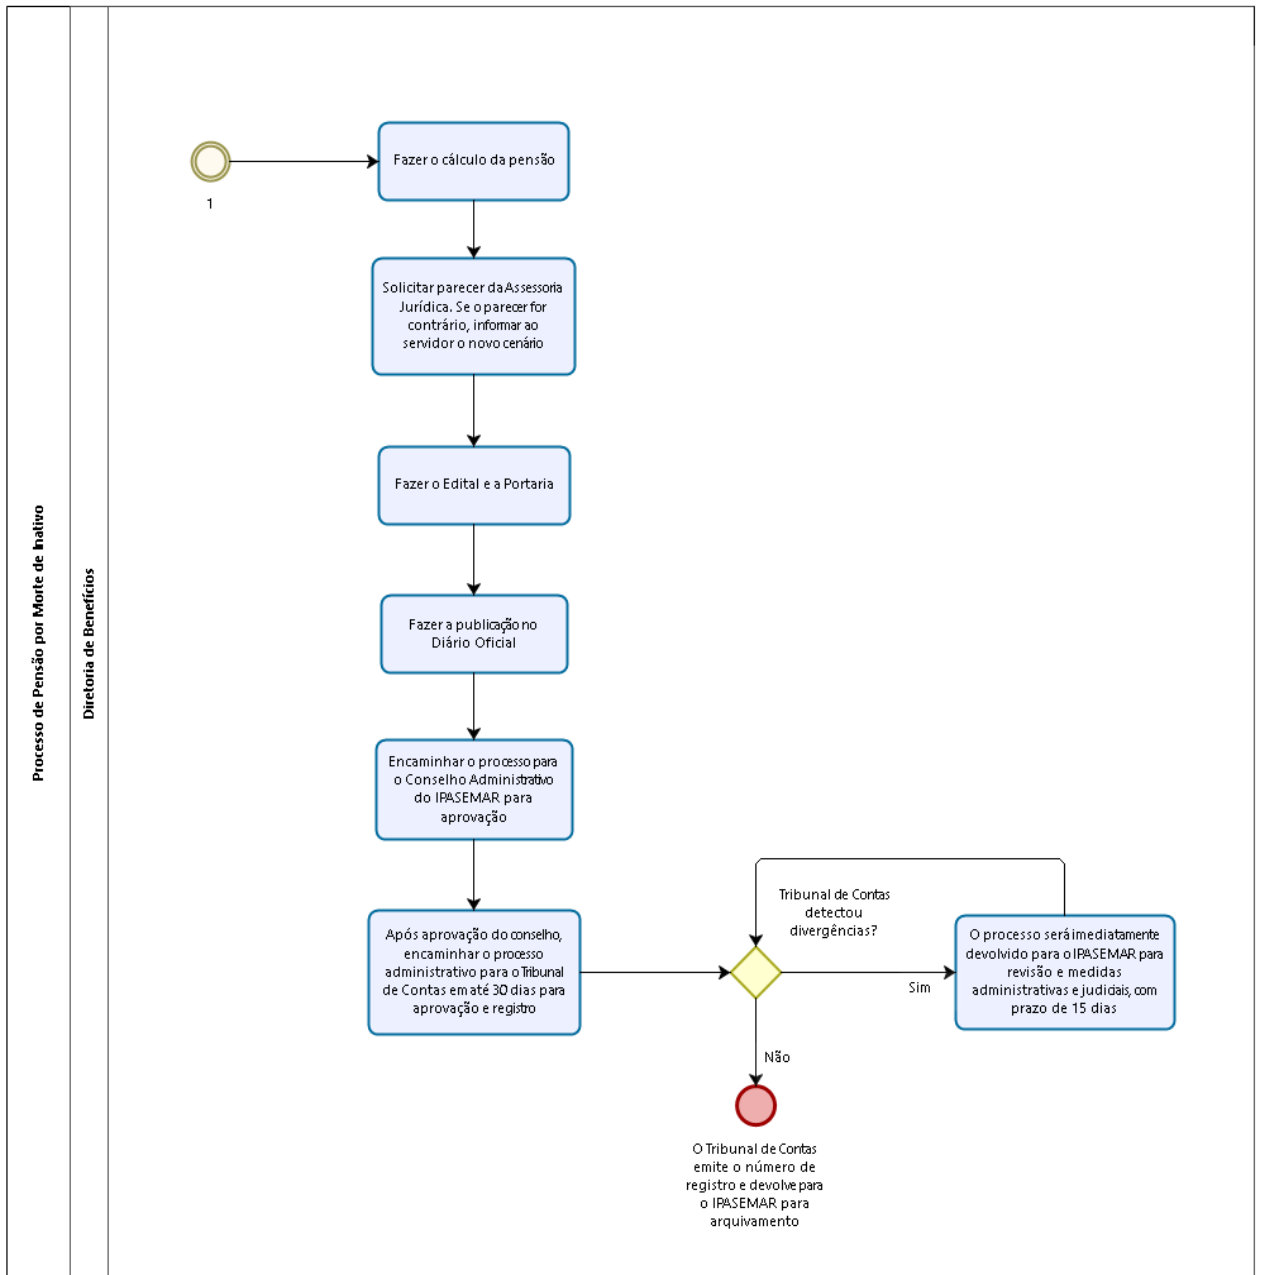 Processo de Pensão por Morte de Inativo
Diretoria de Benefícios
1
Fazer o cálculo da pensão
Solicitar parecer da Assessoria
Jurídica. Se o parecer for
contrário, informar ao
servidor o novo cenário
Fazer o Edital e a Portaria
Fazer a publicação no
Diário Oficial
Encaminhar o processo para
o Conselho Administrativo
do IPASEMAR para
aprovação
Após aprovação do conselho,
encaminhar o processo
administrativo para o Tribunal
de Contas em até 30 dias para
aprovação e registro
Tribunal de Contas
detectou
divergências?
Sim
O processo será imediatamente
devolvido para o IPASEMAR para
revisão e medidas
administrativas e judiciais, com
prazo de 15 dias
Não
O Tribunal de Contas
emite o número de
registro e devolve para
o IPASEMAR para
arquivamento